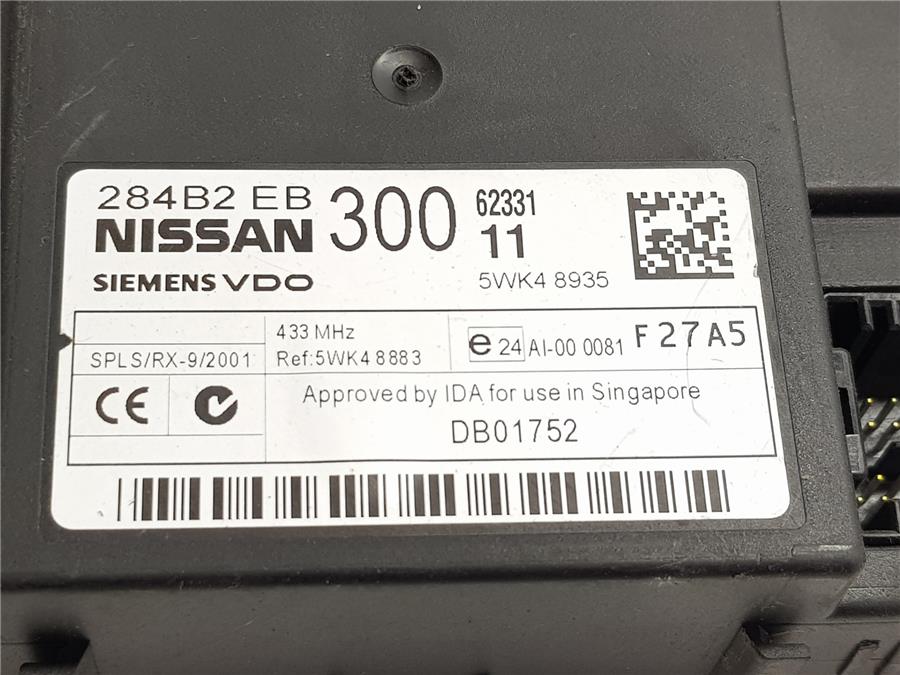 284B2 EB 300 62331
NISSAN 11
SIEMENS VDO 5WK4 8935
433 MHz
SPLS/RX-9/2001 Ref:5WK4 8883 e 24 AI-00 0081 F27A5
CE Approved by IDA for use in Singapore
DB01752